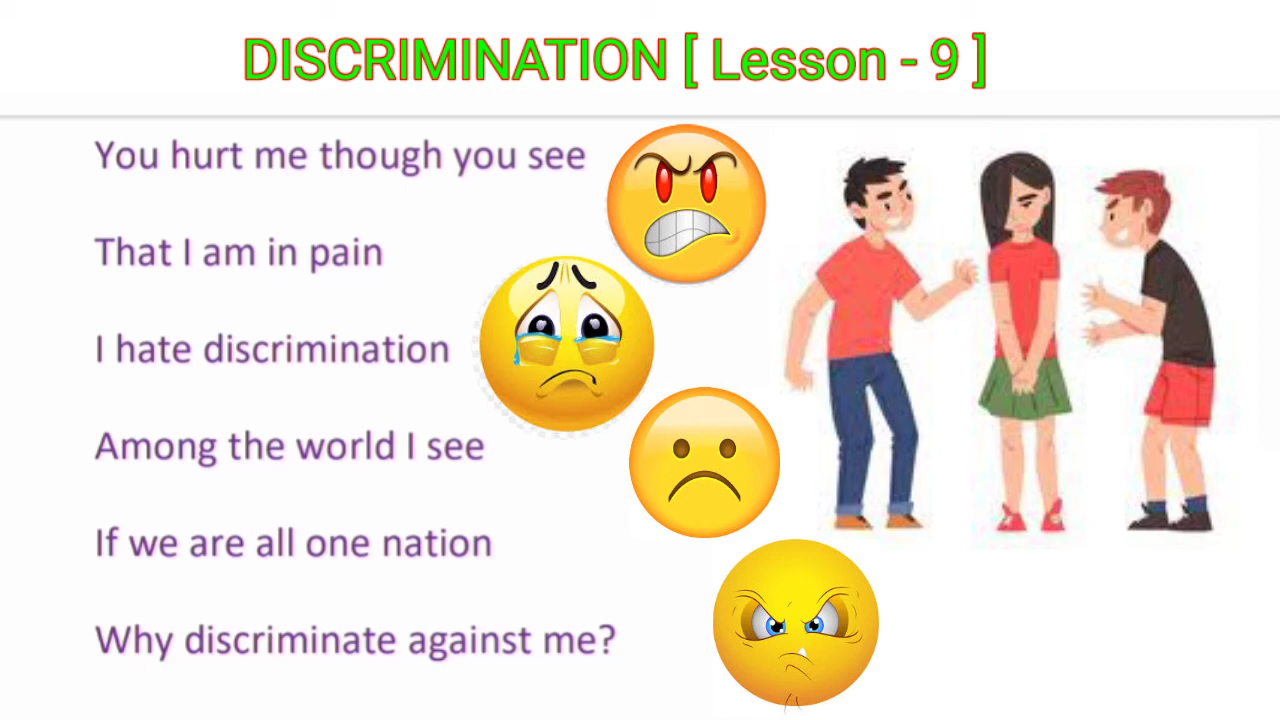 DISCRIMINATION [ Lesson - 9 ]
You hurt me though you see
That I am in pain
I hate discrimination
Among the world I see
If we are all one nation
Why discriminate against me?